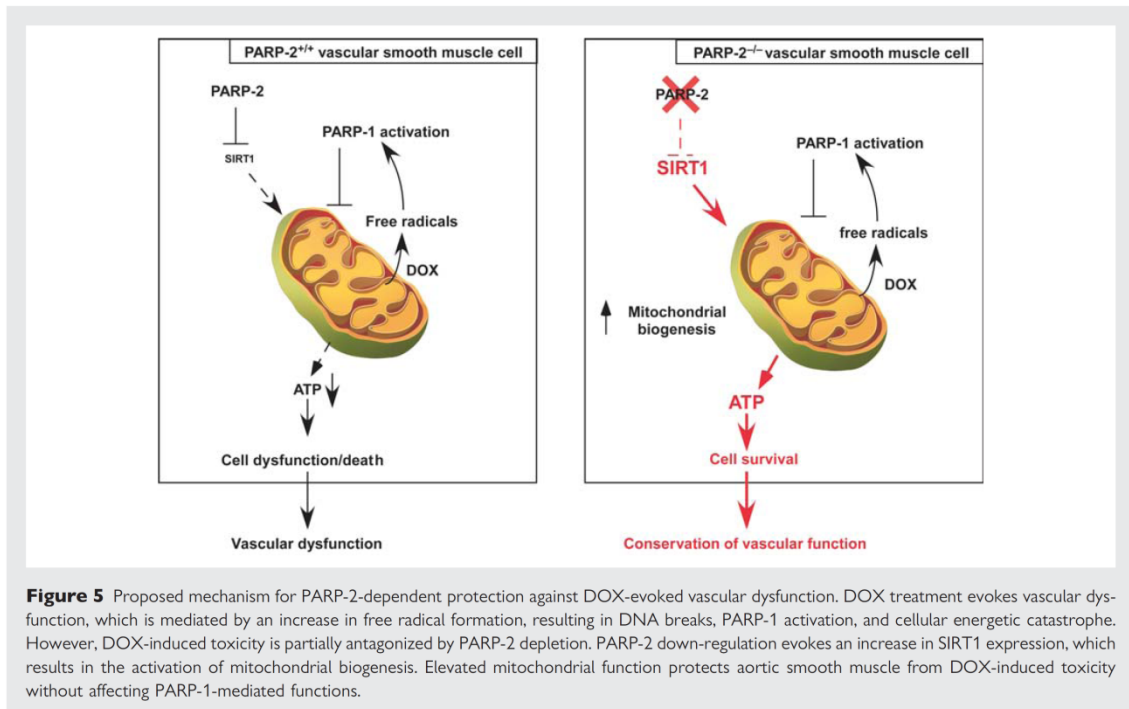 PARP-2+/+ vascular smooth muscle cell
PARP-2
SIRT1
PARP-1 activation
Free radicals
DOX
ATP
Cell dysfunction/death
Vascular dysfunction
PARP-2–/– vascular smooth muscle cell
PARP-2
SIRT1
PARP-1 activation
free radicals
DOX
Mitochondrial
biogenesis
ATP
Cell survival
Conservation of vascular function
Figure 5 Proposed mechanism for PARP-2-dependent protection against DOX-evoked vascular dysfunction. DOX treatment evokes vascular dys-
function, which is mediated by an increase in free radical formation, resulting in DNA breaks, PARP-1 activation, and cellular energetic catastrophe.
However, DOX-induced toxicity is partially antagonized by PARP-2 depletion. PARP-2 down-regulation evokes an increase in SIRT1 expression, which
results in the activation of mitochondrial biogenesis. Elevated mitochondrial function protects aortic smooth muscle from DOX-induced toxicity
without affecting PARP-1-mediated functions.